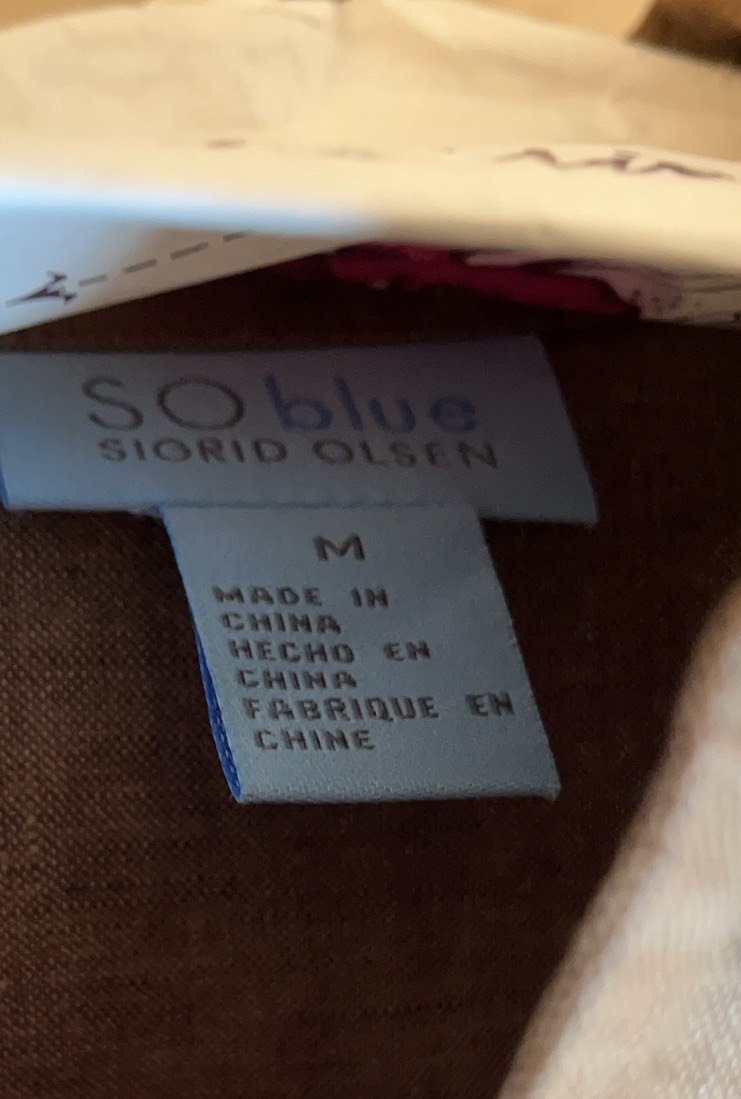 SO blue
SIGRID OLSEN
M
MADE IN
CHINA
HECHO EN
CHINA
FABRIQUE EN
CHINE